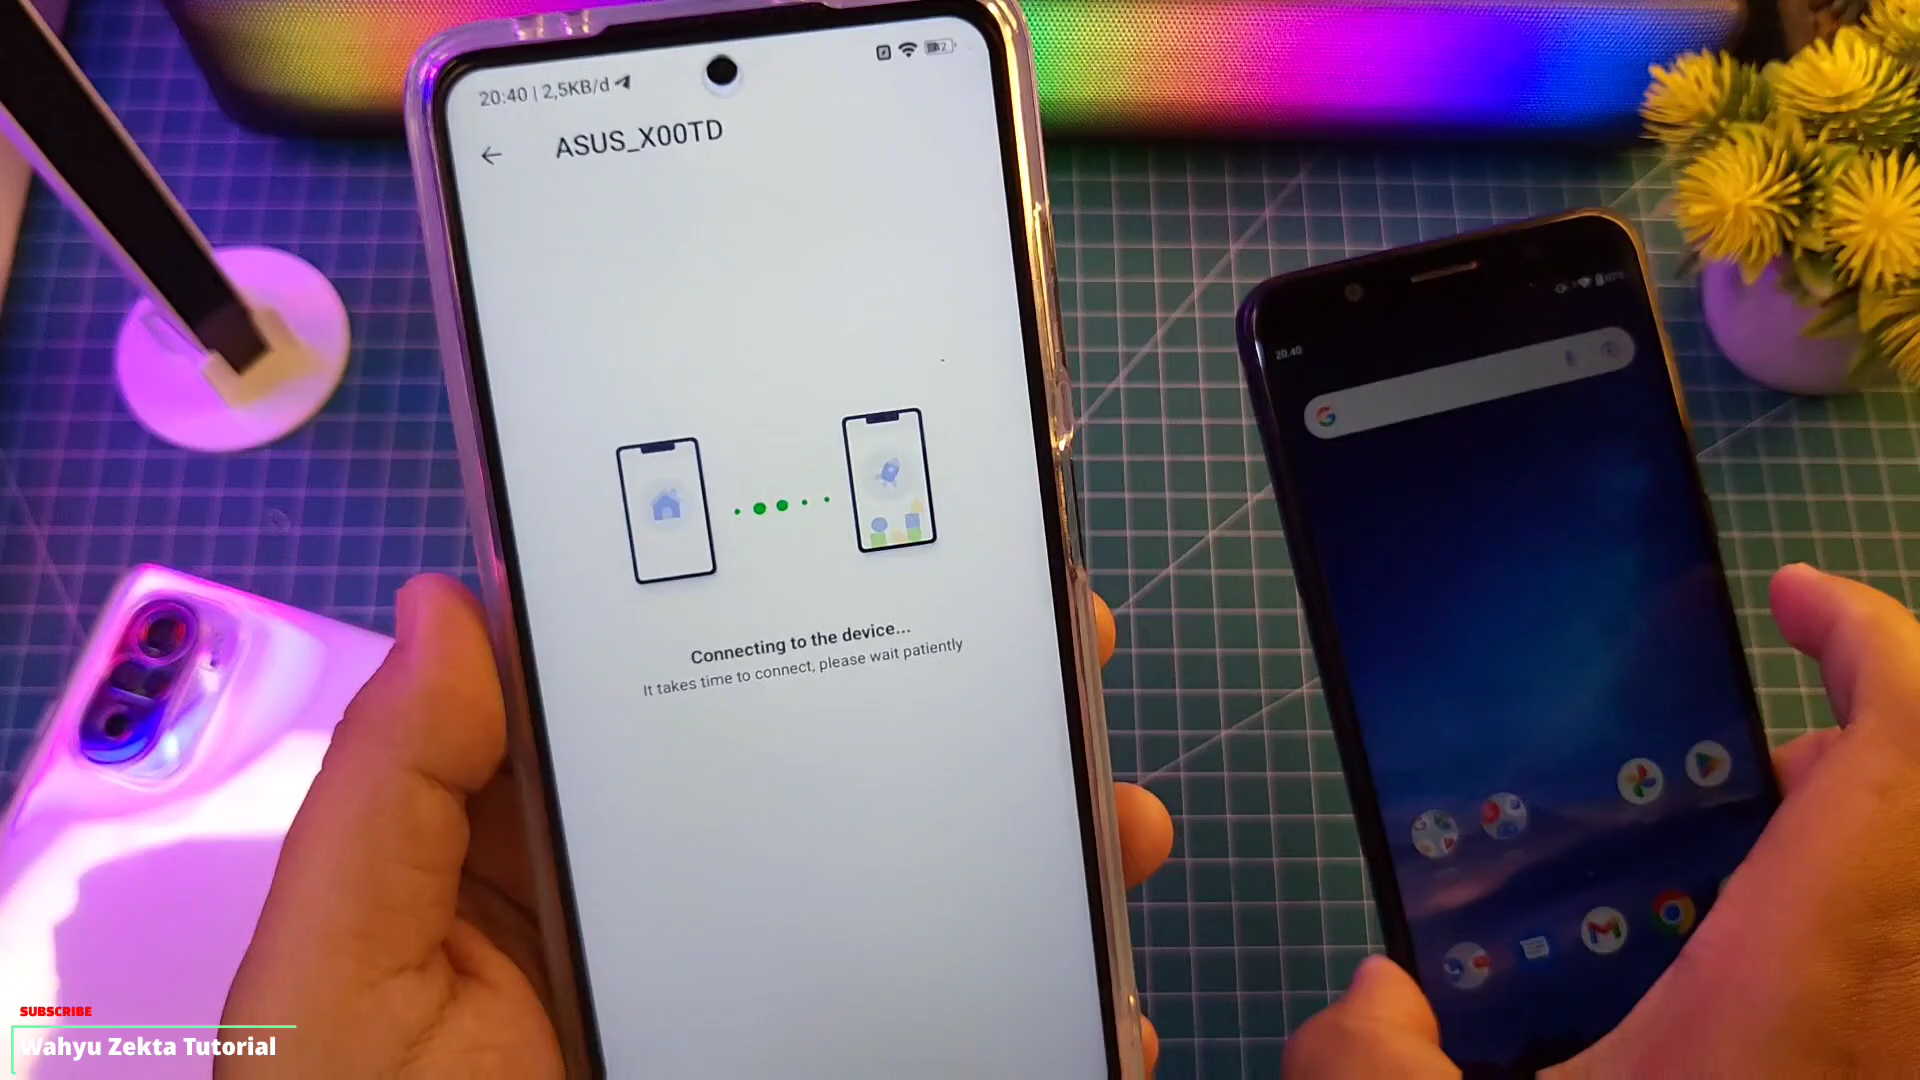 20:40 | 2,5KB/d
ASUS_X00TD
Connecting to the device...
It takes time to connect, please wait patiently
20.40
SUBSCRIBE
Wahyu Zekta Tutorial